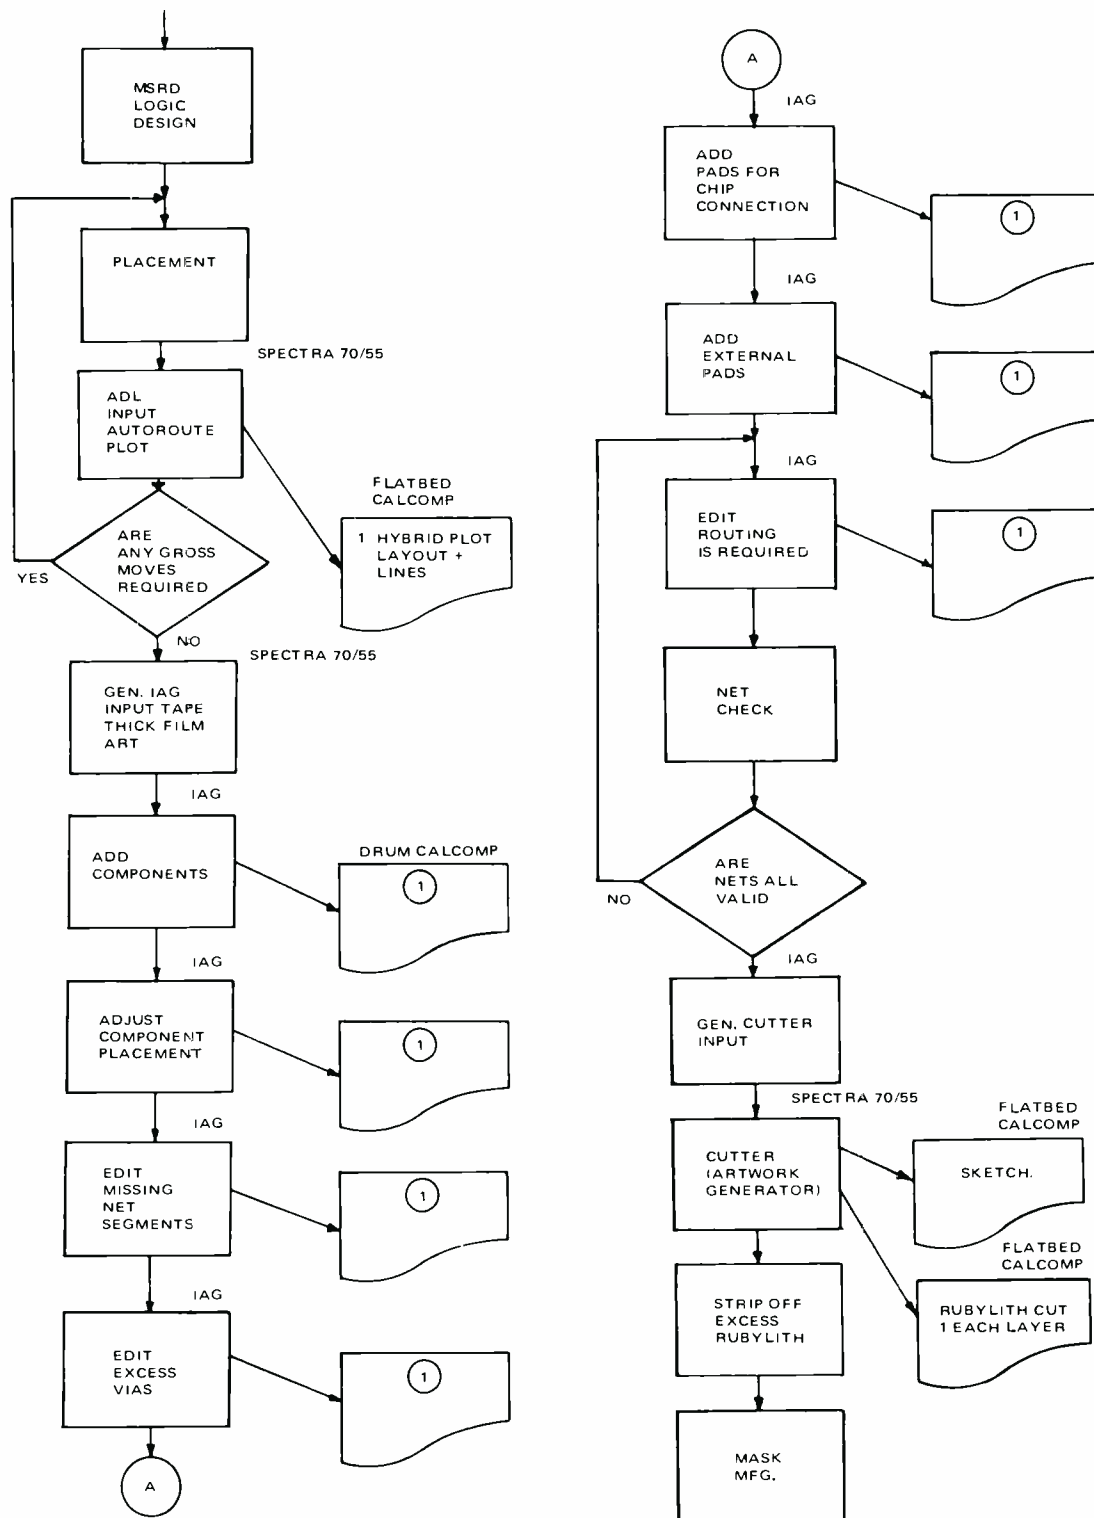 MSRD
LOGIC
DESIGN
PLACEMENT
SPECTRA 70/55
ADL
INPUT
AUTOROUTE
PLOT
FLATBED
CALCOMP
1 HYBRID PLOT
LAYOUT +
LINES
ARE
ANY GROSS
MOVES
REQUIRED
YES
NO
SPECTRA 70/55
GEN. IAG
INPUT TAPE
THICK FILM
ART
IAG
ADD
COMPONENTS
DRUM CALCOMP
1
IAG
ADJUST
COMPONENT
PLACEMENT
1
IAG
EDIT
MISSING
NET
SEGMENTS
1
IAG
EDIT
EXCESS
VIAS
1
A
A
IAG
ADD
PADS FOR
CHIP
CONNECTION
1
IAG
ADD
EXTERNAL
PADS
1
IAG
EDIT
ROUTING
IS REQUIRED
1
NET
CHECK
ARE
NETS ALL
VALID
NO
IAG
GEN. CUTTER
INPUT
SPECTRA 70/55
CUTTER
(ARTWORK
GENERATOR)
FLATBED
CALCOMP
SKETCH.
FLATBED
CALCOMP
RUBYLITH CUT
1 EACH LAYER
STRIP OFF
EXCESS
RUBYLITH
MASK
MFG.